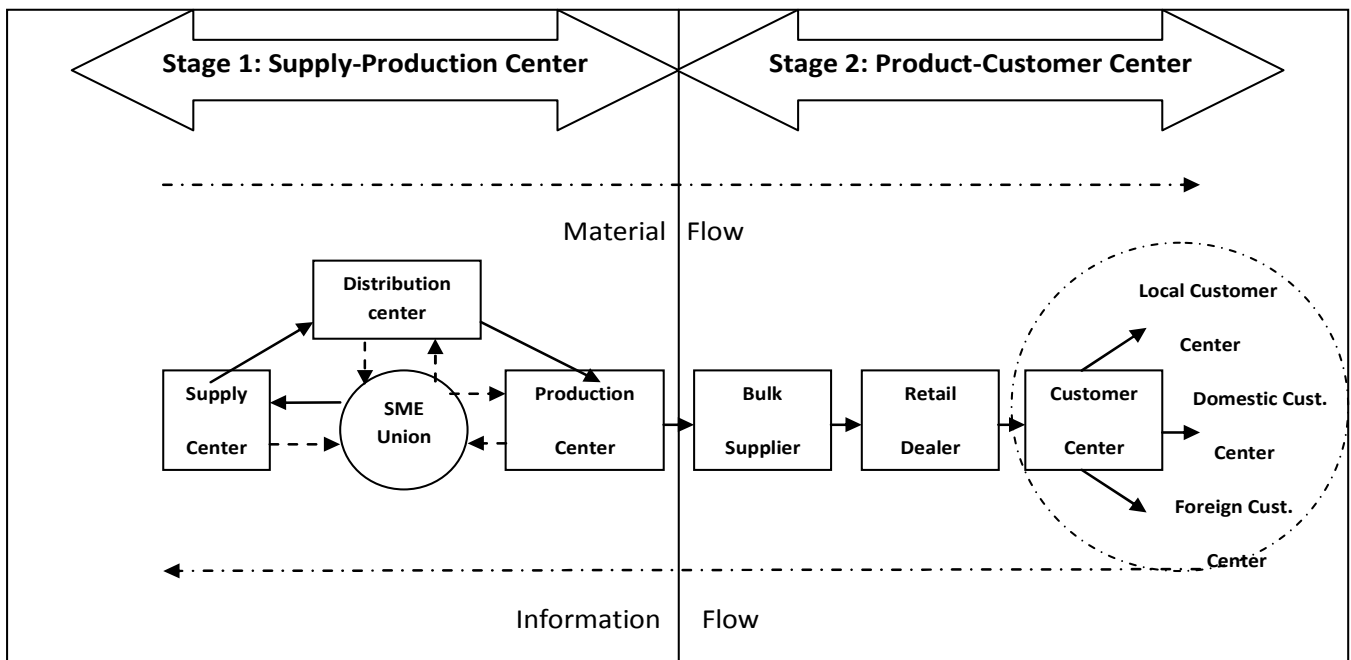 Stage 1: Supply-Production Center
Stage 2: Product-Customer Center
Material Flow
Distribution
center
Supply
Center
SME
Union
Production
Center
Bulk
Supplier
Retail
Dealer
Customer
Center
Local Customer
Center
Domestic Cust.
Center
Foreign Cust.
Center
Information Flow